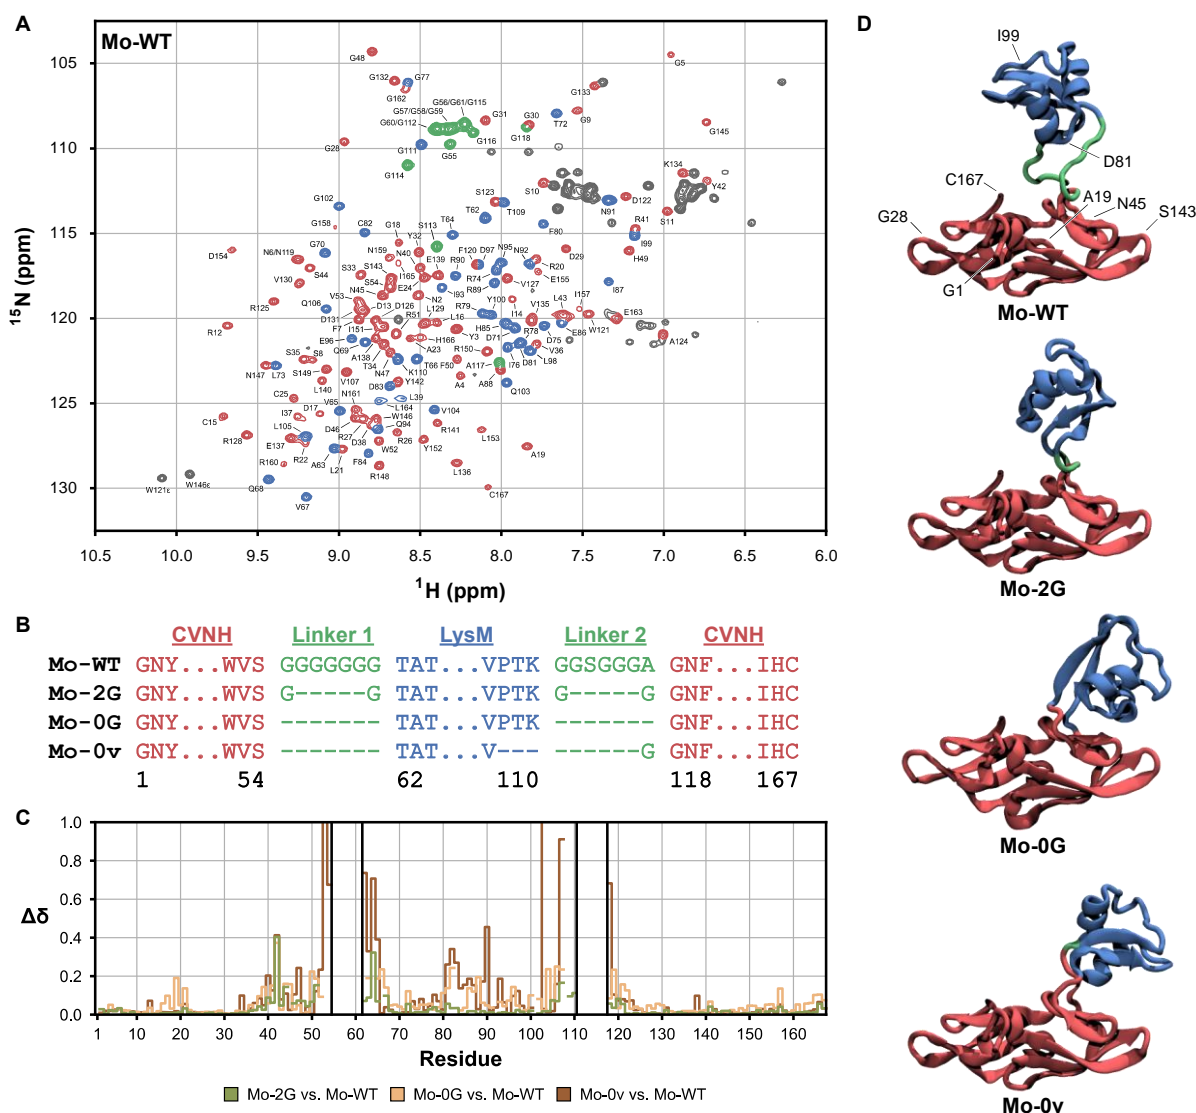 A
Mo-WT
105
110
115
120
125
130
¹⁵N (ppm)
G48
G5
G132
G77
G162
G133
G56/G61/G115
G57/G58/G59
G60/G112
G31
G30
G9
T72
G145
G28
G111
G116
G118
G55
G114
K134
Y42
S10
G102
S123
D122
T62
T109
N91
S11
G158
C82
G18
S113
T64
F80
R41
I99
D154
N6/N119
G70
N159
Y32
N40
F120
D97
N95
N92
D29
H49
V130
S44
S33
S143
I165
E139
R90
R74
R20
E155
S54
E24
R89
V127
I87
R125
Q106
N45
N2
I93
Y100
I14
L43
I157
V53
D13
D126
L129
R79
V135
E163
D131
R51
L16
W121
R12
F7
I151
H85
R78
E86
E96
Q69
A138
A23
H166
Y3
D71
D75
A124
S35
S8
T34
T66
F50
R150
I76
D81
V36
N147
L73
S149
N47
K110
A117
L98
L140
V107
D83
Y142
A4
A88
Q103
C25
V65
N161
L39
L164
C15
I37
D17
W146
V104
D46
R27
Q94
R128
L105
D38
R26
R141
L153
E137
R22
W52
Y152
A19
R160
A63
L21
F84
R148
L136
W121ε
W146ε
Q68
C167
V67
10.5 10.0 9.5 9.0 8.5 8.0 7.5 7.0 6.5 6.0
¹H (ppm)
B
CVNH Linker 1 LysM Linker 2 CVNH
Mo-WT GNY...WVS GGGGGGG TAT...VPTK GGSGGGA GNF...IHC
Mo-2G GNY...WVS G-----G TAT...VPTK G-----G GNF...IHC
Mo-0G GNY...WVS ------- TAT...VPTK ------- GNF...IHC
Mo-0v GNY...WVS ------- TAT...V--- ------G GNF...IHC
1 54 62 110 118 167
C
1.0
0.8
0.6
0.4
0.2
0.0
Δδ
1 10 20 30 40 50 60 70 80 90 100 110 120 130 140 150 160
Residue
Mo-2G vs. Mo-WT Mo-0G vs. Mo-WT Mo-0v vs. Mo-WT
D
I99
D81
C167
A19
N45
G28
S143
G1
Mo-WT
Mo-2G
Mo-0G
Mo-0v